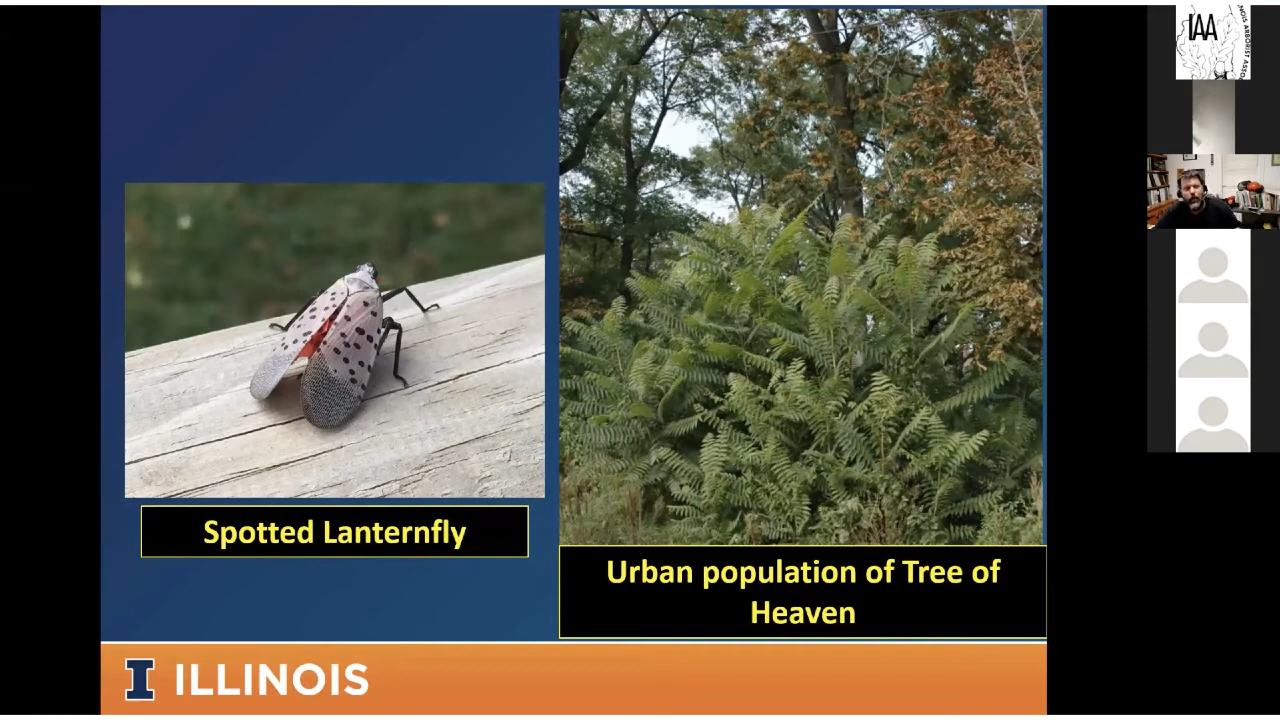 IAA
Spotted Lanternfly
Urban population of Tree of
Heaven
I ILLINOIS